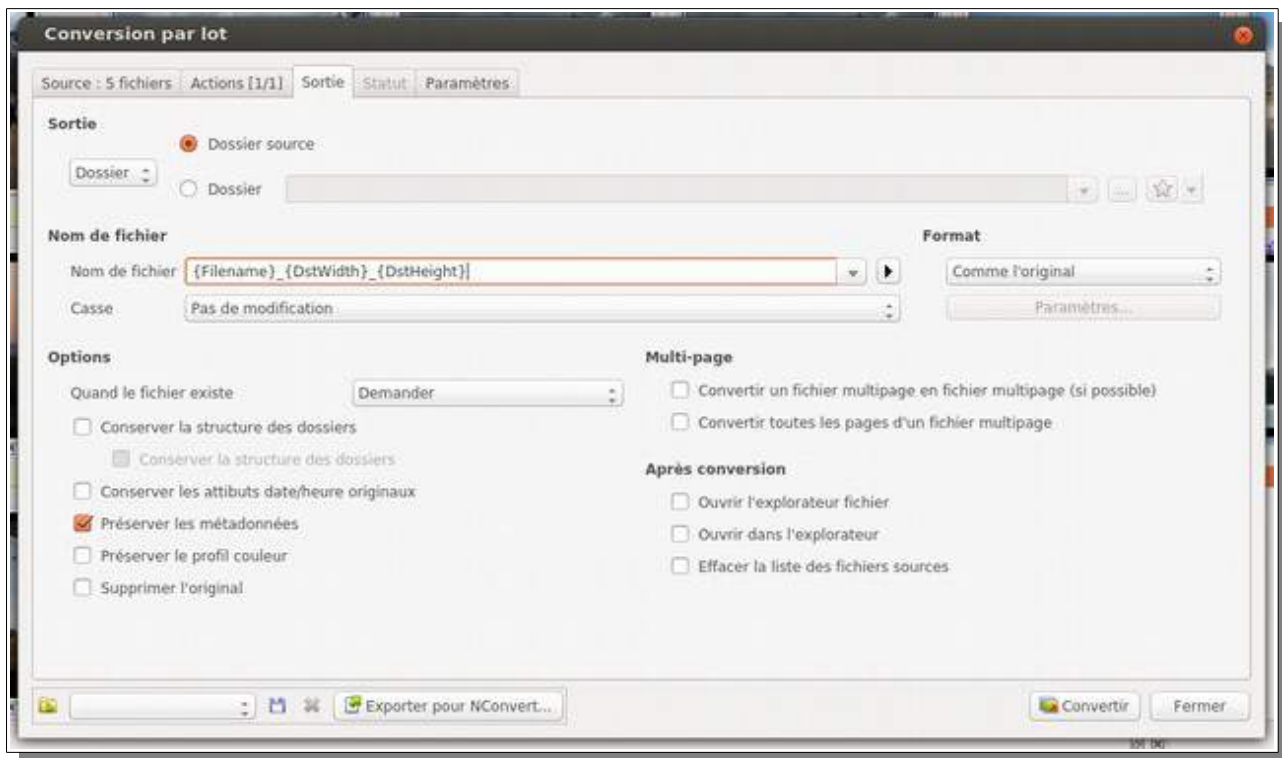 Conversion par lot
Source : 5 fichiers Actions [1/1] Sortie Statut Paramètres
Sortie
Dossier source
Dossier
Dossier
Nom de fichier
Format
Nom de fichier {Filename}_{DstWidth}_{DstHeight}
Comme l'original
Casse Pas de modification
Paramètres...
Options
Quand le fichier existe Demander
Conserver la structure des dossiers
Conserver la structure des dossiers
Conserver les attibuts date/heure originaux
Préserver les métadonnées
Préserver le profil couleur
Supprimer l'original
Multi-page
Convertir un fichier multipage en fichier multipage (si possible)
Convertir toutes les pages d'un fichier multipage
Après conversion
Ouvrir l'explorateur fichier
Ouvrir dans l'explorateur
Effacer la liste des fichiers sources
Exporter pour NConvert...
Convertir
Fermer